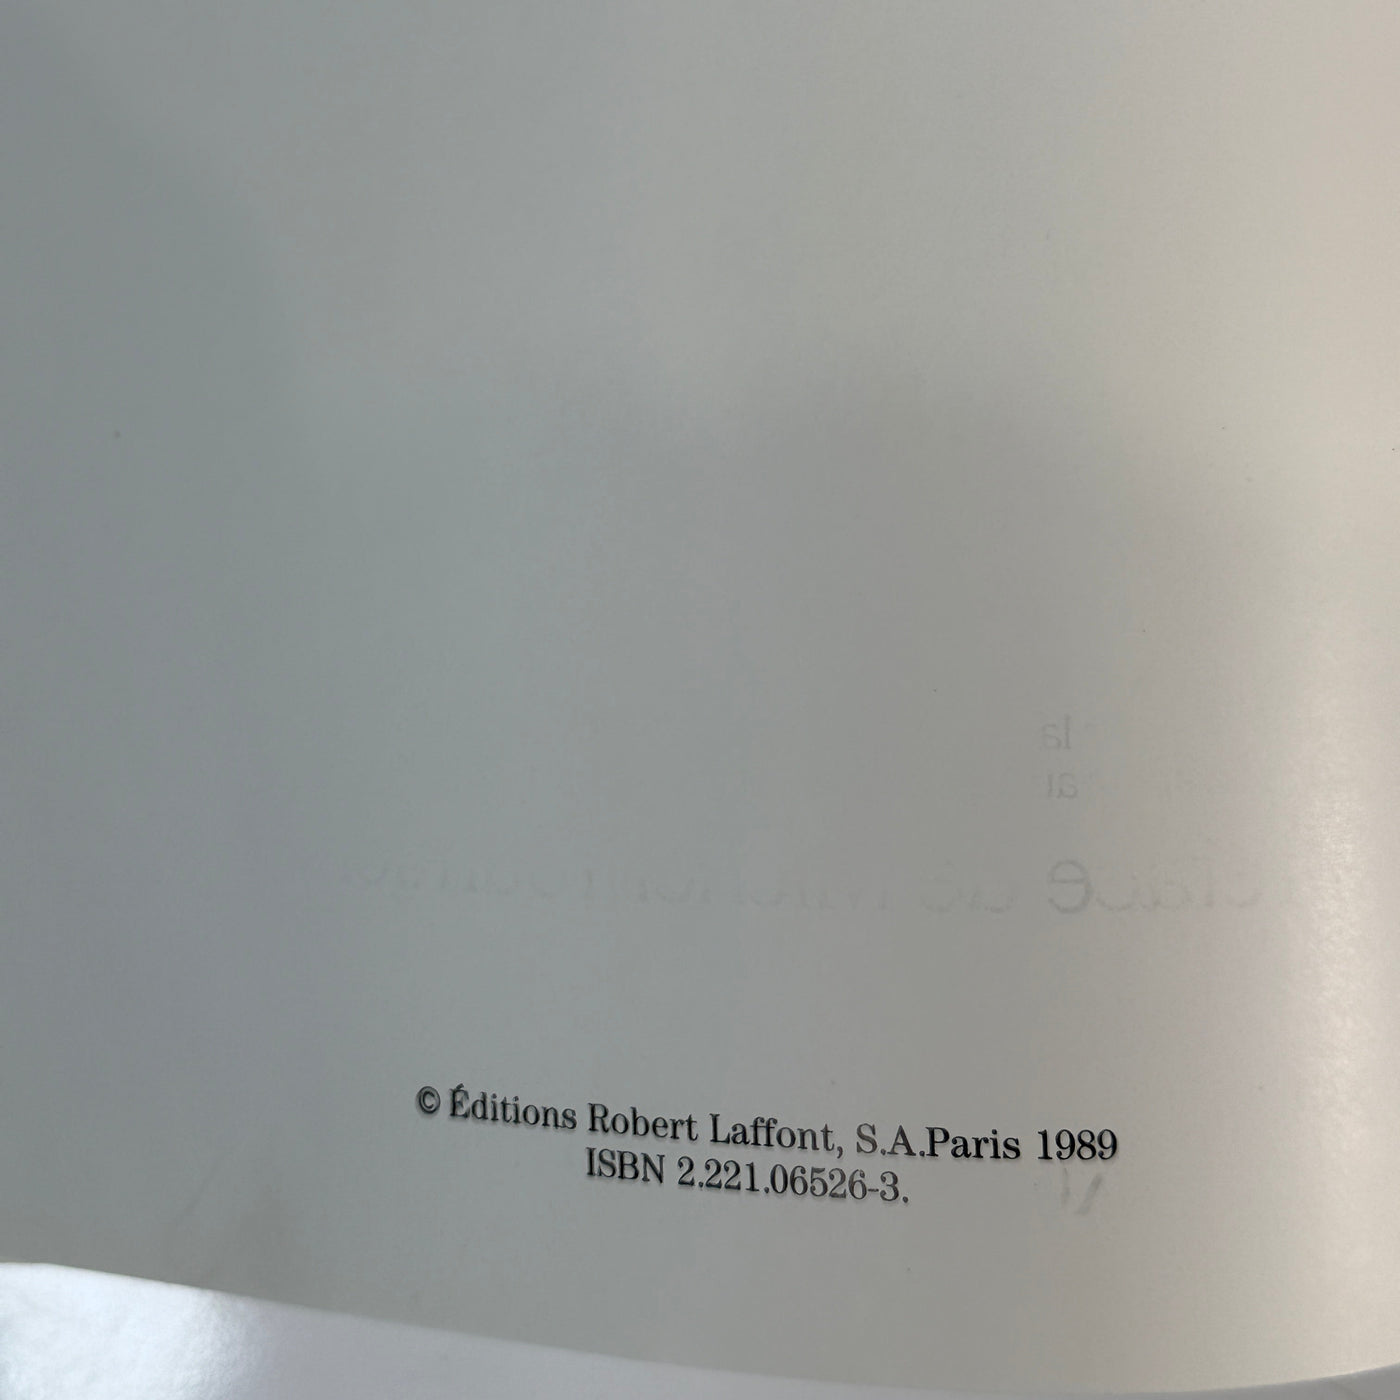 © Éditions Robert Laffont, S.A.Paris 1989
ISBN 2.221.06526-3.